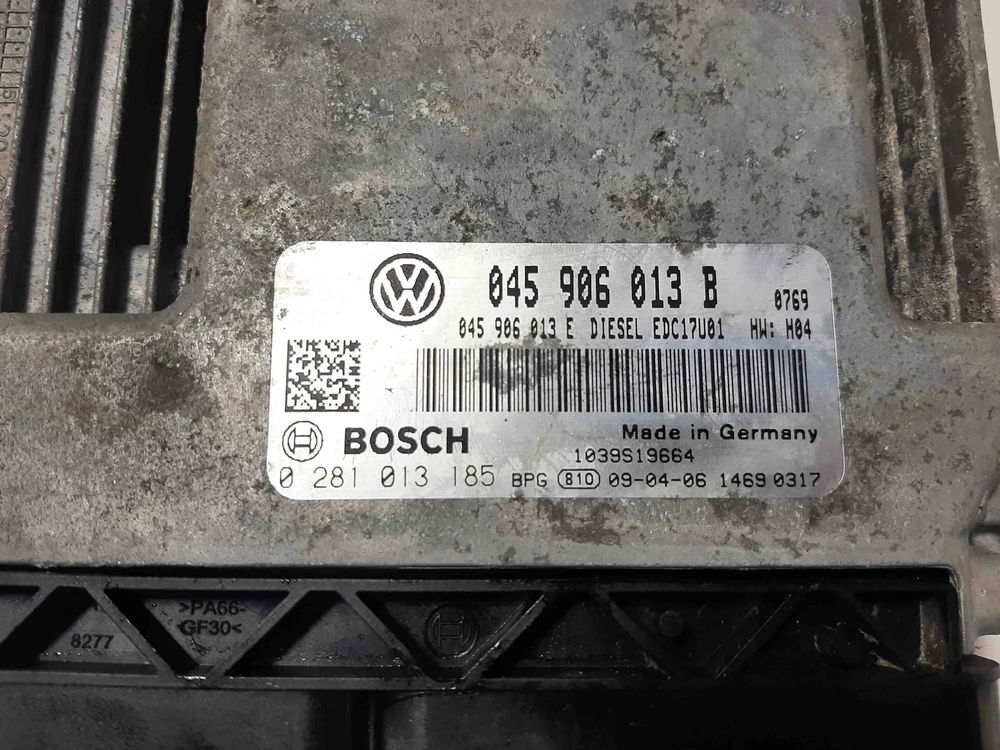 045 906 013 B 0769
045 906 013 E DIESEL EDC17U01 HW: H04
BOSCH
Made in Germany
1039S19664
0 281 013 185 BPG 810 09-04-06 1469 0317
>PA66-
GF30<
8277